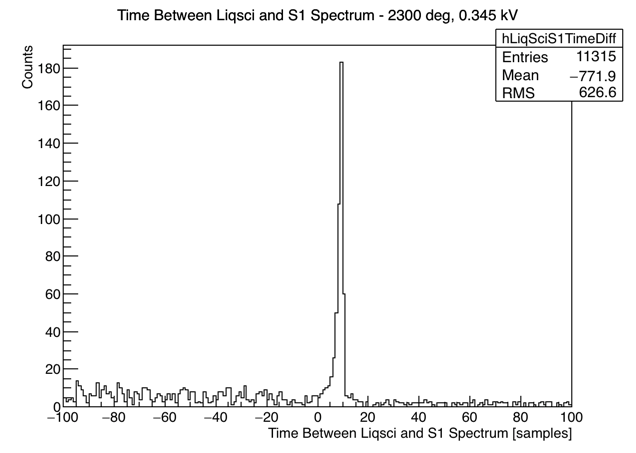 Time Between Liqsci and S1 Spectrum - 2300 deg, 0.345 kV
hLiqSciS1TimeDiff
Entries 11315
Mean −771.9
RMS 626.6
Counts
180
160
140
120
100
80
60
40
20
0
−100 −80 −60 −40 −20 0 20 40 60 80 100
Time Between Liqsci and S1 Spectrum [samples]